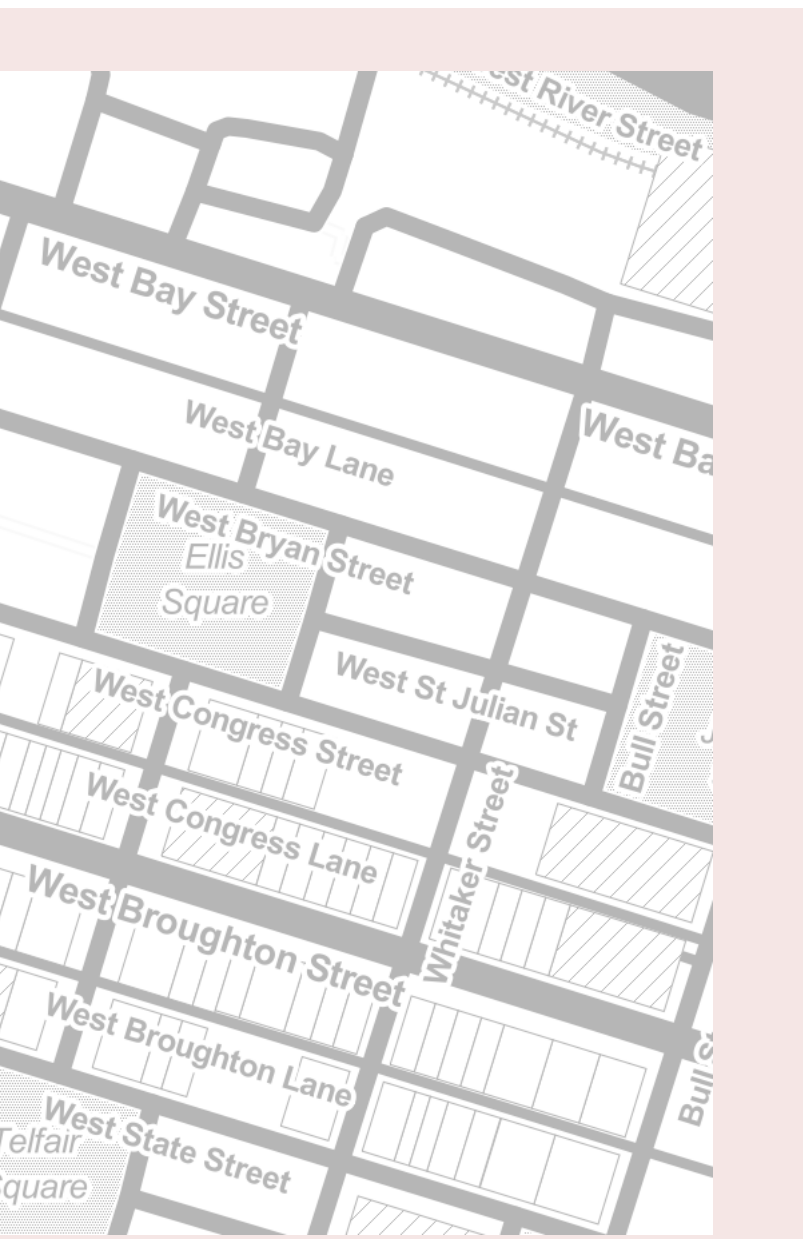 est River Street
West Bay Street
West Bay Lane
West Ba
West Bryan Street
Ellis
Square
West St Julian St
Bull Street
J
West Congress Street
West Congress Lane
Whitaker Street
West Broughton Street
West Broughton Lane
Bull St
West State Street
Telfair
quare